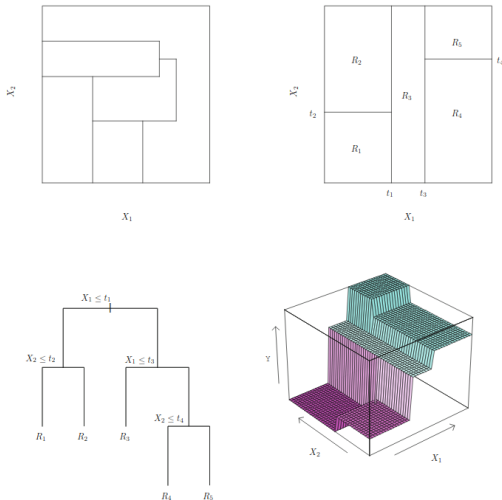 X₂
X₁
R₅
R₂
t
X₂
R₃
t₂
R₄
R₁
t₁
t₃
X₁
X₁ ≤ t₁
X₂ ≤ t₂
X₁ ≤ t₃
X₂ ≤ t₄
R₁
R₂
R₃
R₄
R₅
Y
X₂
X₁